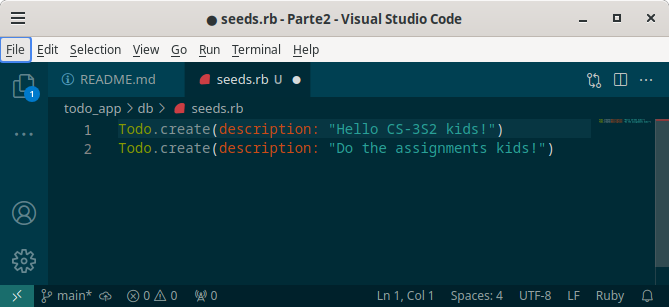 ● seeds.rb - Parte2 - Visual Studio Code
File Edit Selection View Go Run Terminal Help
README.md seeds.rb U ●
1
todo_app > db > seeds.rb
1 Todo.create(description: "Hello CS-3S2 kids!")
2 Todo.create(description: "Do the assignments kids!")
main* 0 0 0 Ln 1, Col 1 Spaces: 4 UTF-8 LF Ruby